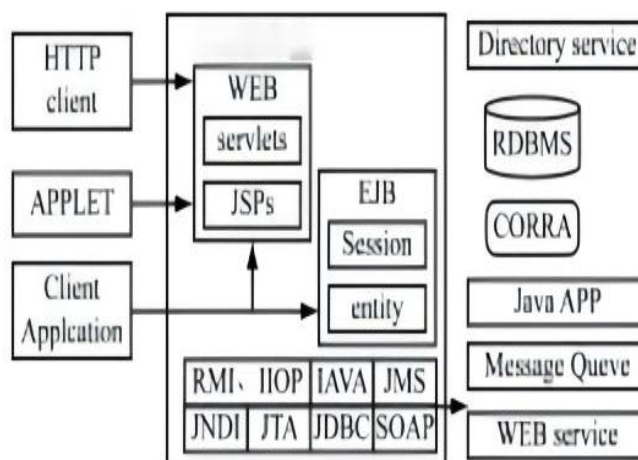 HTTP
client
APPLET
Client
Applcation
WEB
servlets
JSPs
EJB
Session
entity
RMI、IIOP
IAVA
JMS
JNDI
JTA
JDBC
SOAP
Directory service
RDBMS
CORRA
Java APP
Message Queve
WEB service